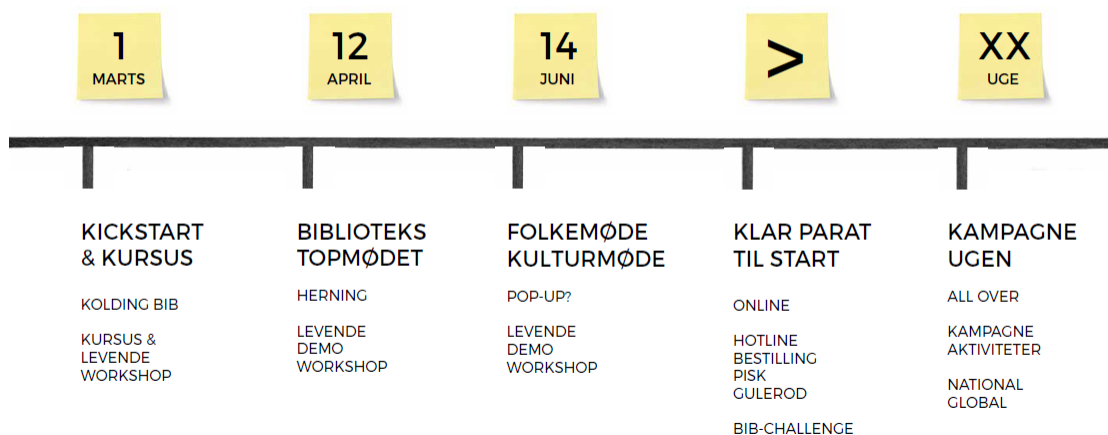 1
MARTS
12
APRIL
14
JUNI
>
XX
UGE
KICKSTART
& KURSUS
KOLDING BIB
KURSUS &
LEVENDE
WORKSHOP
BIBLIOTEKS
TOPMØDET
HERNING
LEVENDE
DEMO
WORKSHOP
FOLKEMØDE
KULTURMØDE
POP-UP?
LEVENDE
DEMO
WORKSHOP
KLAR PARAT
TIL START
ONLINE
HOTLINE
BESTILLING
PISK
GULEROD
BIB-CHALLENGE
KAMPAGNE
UGEN
ALL OVER
KAMPAGNE
AKTIVITETER
NATIONAL
GLOBAL